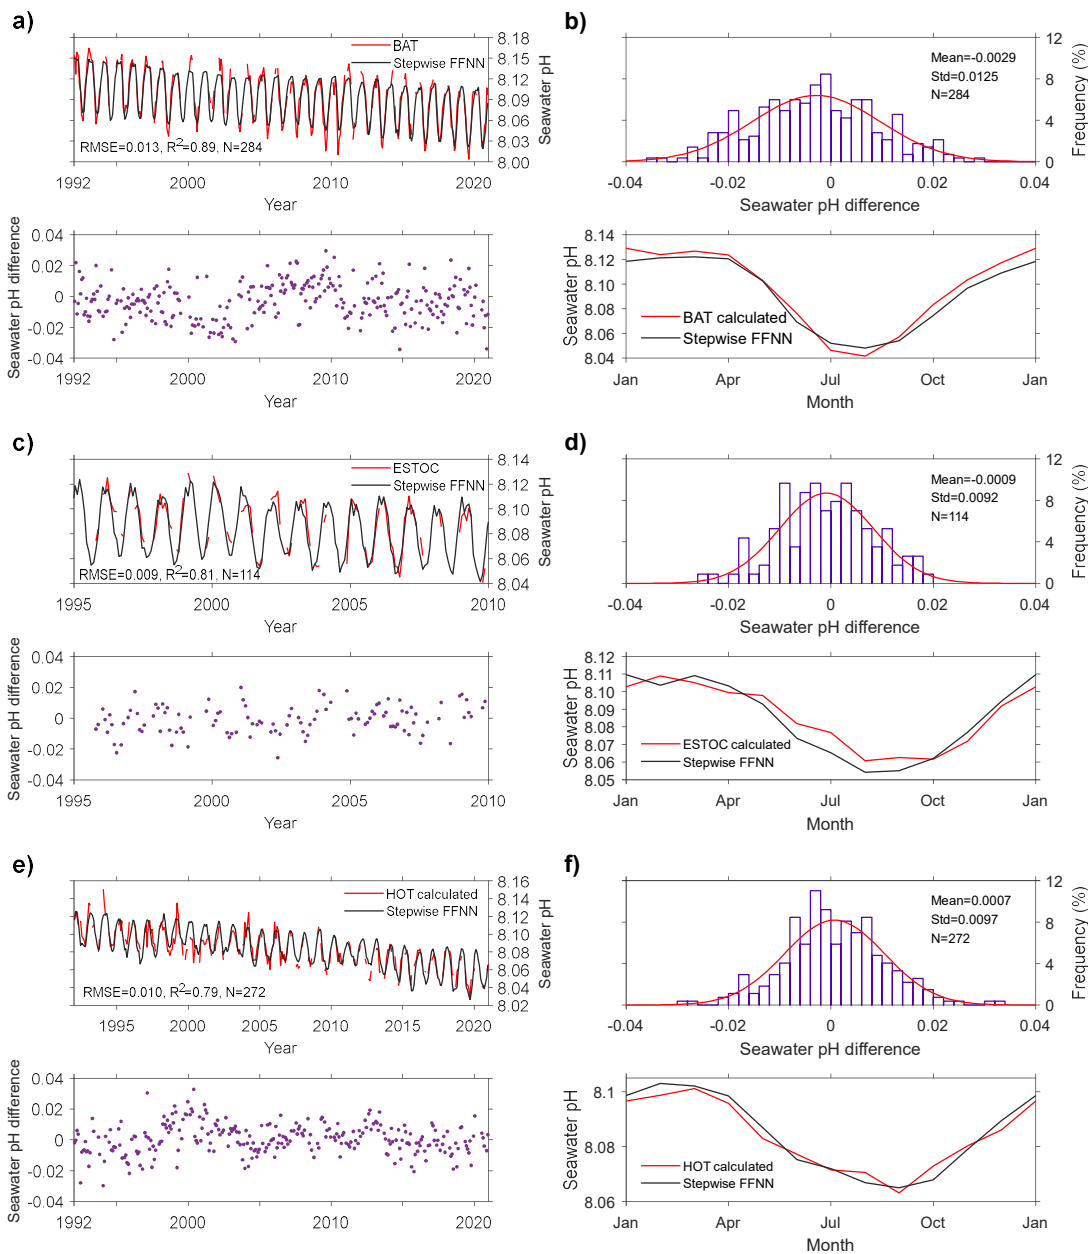 a)
BAT
Stepwise FFNN
RMSE=0.013, R2=0.89, N=284
8.18
8.12
8.09
8.06
8.03
8.00
Seawater pH
1992
2000
2010
2020
Year
0.04
0.02
0
-0.02
-0.04
Seawater pH difference
1992
2000
2010
2020
Year
b)
Mean=-0.0029
Std=0.0125
N=284
12
8
4
0
Frequency (%)
-0.04
-0.02
0
0.02
0.04
Seawater pH difference
8.14
8.12
8.10
8.08
8.06
8.04
Seawater pH
BAT calculated
Stepwise FFNN
Jan
Apr
Jul
Oct
Jan
Month
c)
ESTOC
Stepwise FFNN
RMSE=0.009, R2=0.81, N=114
8.14
8.12
8.10
8.08
8.06
8.04
Seawater pH
1995
2000
2005
2010
Year
0.04
0.02
0
-0.02
-0.04
Seawater pH difference
1995
2000
2005
2010
Year
d)
Mean=-0.0009
Std=0.0092
N=114
12
8
4
0
Frequency (%)
-0.04
-0.02
0
0.02
0.04
Seawater pH difference
8.12
8.11
8.10
8.09
8.08
8.07
8.06
8.05
Seawater pH
ESTOC calculated
Stepwise FFNN
Jan
Apr
Jul
Oct
Jan
Month
e)
HOT calculated
Stepwise FFNN
RMSE=0.010, R2=0.79, N=272
8.16
8.14
8.12
8.10
8.08
8.06
8.04
8.02
Seawater pH
1995
2000
2005
2010
2015
2020
Year
0.04
0.02
0
-0.02
-0.04
Seawater pH difference
1992
2000
2010
2020
Year
f)
Mean=0.0007
Std=0.0097
N=272
12
8
4
0
Frequency (%)
-0.04
-0.02
0
0.02
0.04
Seawater pH difference
8.1
8.08
8.06
Seawater pH
HOT calculated
Stepwise FFNN
Jan
Apr
Jul
Oct
Jan
Month